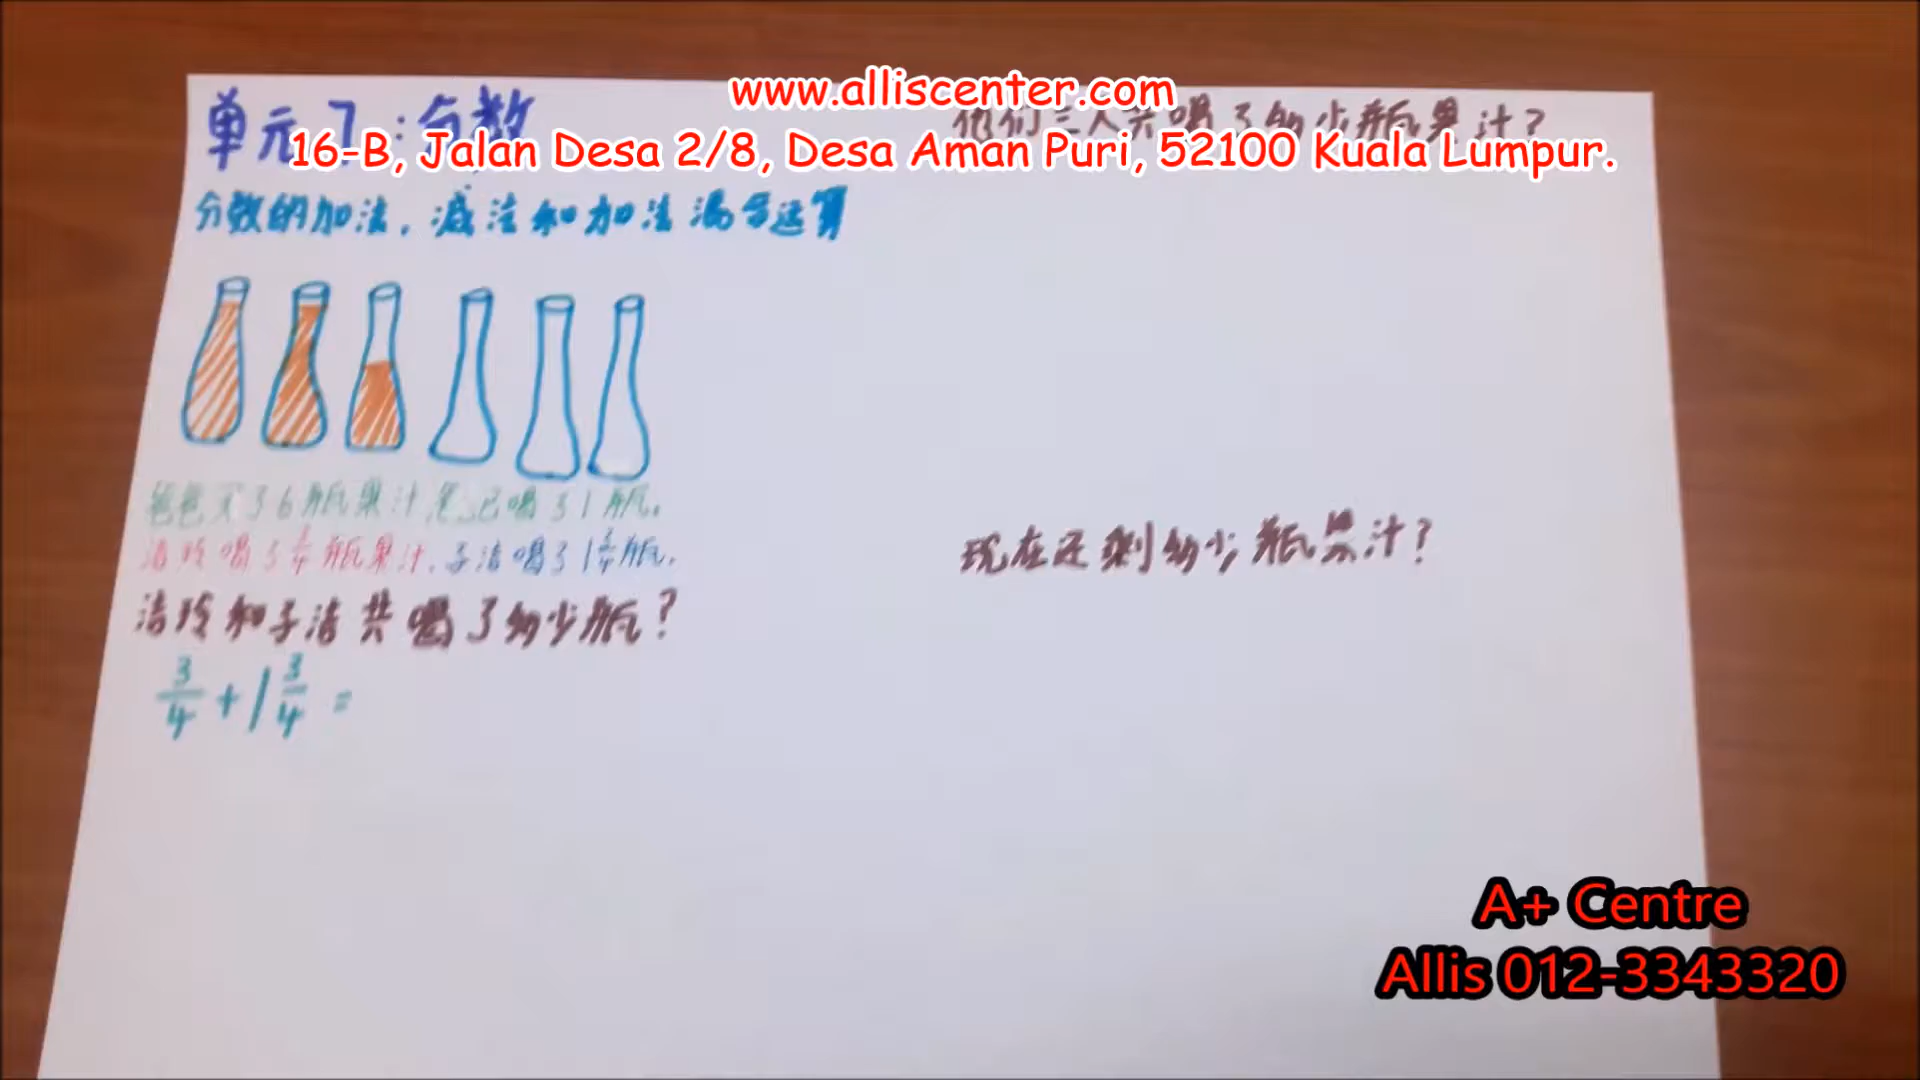 www.alliscenter.com
16-B, Jalan Desa 2/8, Desa Aman Puri, 52100 Kuala Lumpur.
单元7:分数
分数的加法,减法和加法混合运算
爸爸买了6瓶果汁,自己喝了1瓶。
洁玲喝了3/4瓶果汁,子洁喝了1 3/4瓶。
洁玲和子洁共喝了多少瓶?
3/4 + 1 3/4 =
他们三人共喝了多少瓶果汁?
现在还剩多少瓶果汁?
A+ Centre
Allis 012-3343320